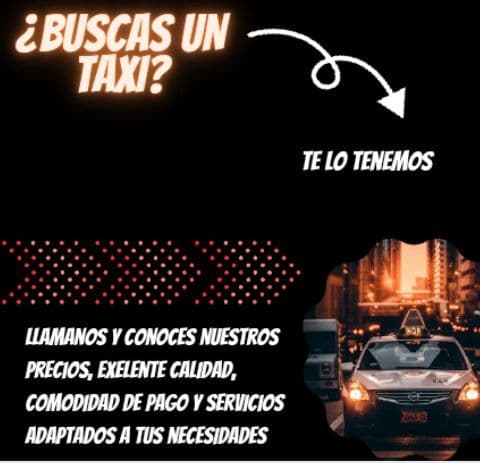 ¿BUSCAS UN
TAXI?
TE LO TENEMOS
LLAMANOS Y CONOCES NUESTROS
PRECIOS, EXELENTE CALIDAD,
COMODIDAD DE PAGO Y SERVICIOS
ADAPTADOS A TUS NECESIDADES